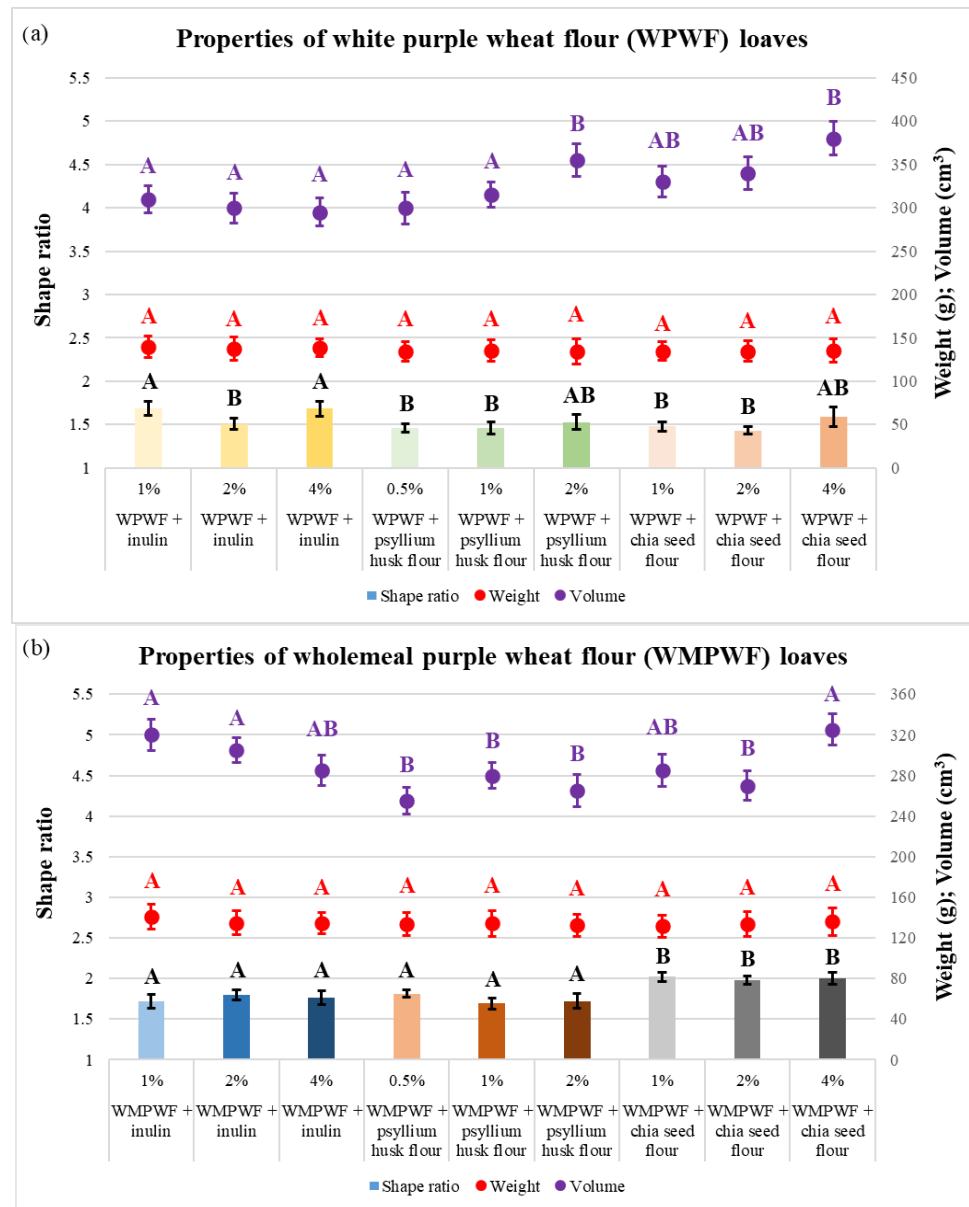 (a)
Properties of white purple wheat flour (WPWF) loaves
5.5
5
4.5
4
3.5
3
2.5
2
1.5
1
Shape ratio
450
400
350
300
250
200
150
100
50
0
Weight (g); Volume (cm³)
A A A A A B AB AB B
A A A A A A A A A
A B A B B AB B B AB
1% 2% 4% 0.5% 1% 2% 1% 2% 4%
WPWF + WPWF + WPWF + WPWF + WPWF + WPWF + WPWF + WPWF + WPWF +
inulin inulin inulin psyllium psyllium psyllium chia seed chia seed chia seed
husk flour husk flour husk flour flour flour flour
Shape ratio Weight Volume
(b)
Properties of wholemeal purple wheat flour (WMPWF) loaves
5.5
5
4.5
4
3.5
3
2.5
2
1.5
1
Shape ratio
360
320
280
240
200
160
120
80
40
0
Weight (g); Volume (cm³)
A A AB B B B AB B A
A A A A A A A A A
A A A A A A B B B
1% 2% 4% 0.5% 1% 2% 1% 2% 4%
WMPWF + WMPWF + WMPWF + WMPWF + WMPWF + WMPWF + WMPWF + WMPWF + WMPWF +
inulin inulin inulin psyllium psyllium psyllium chia seed chia seed chia seed
husk flour husk flour husk flour flour flour flour
Shape ratio Weight Volume